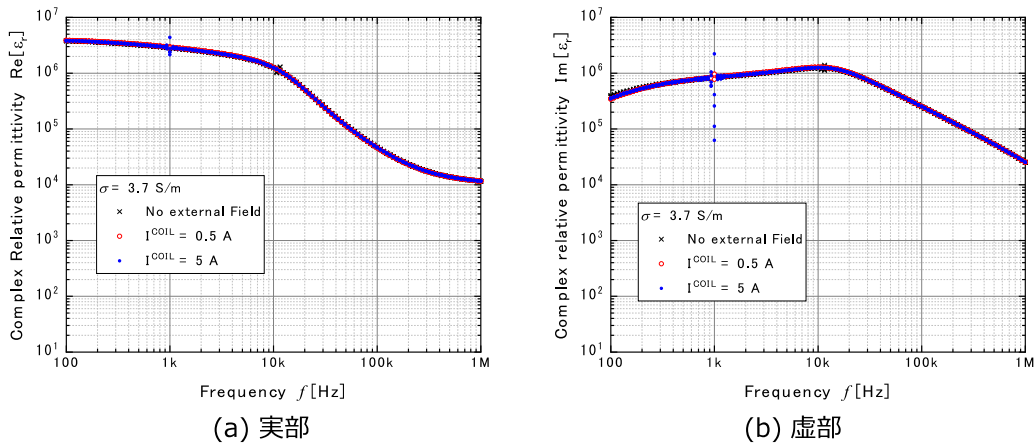 Complex Relative permittivity Re[εr]
10^7
10^6
10^5
10^4
10^3
10^2
10^1
σ = 3.7 S/m
No external Field
I^COIL = 0.5 A
I^COIL = 5 A
100 1k 10k 100k 1M
Frequency f [Hz]
(a) 実部
Complex relative permittivity Im[εr]
10^7
10^6
10^5
10^4
10^3
10^2
10^1
σ = 3.7 S/m
No external Field
I^COIL = 0.5 A
I^COIL = 5 A
100 1k 10k 100k 1M
Frequency f [Hz]
(b) 虚部